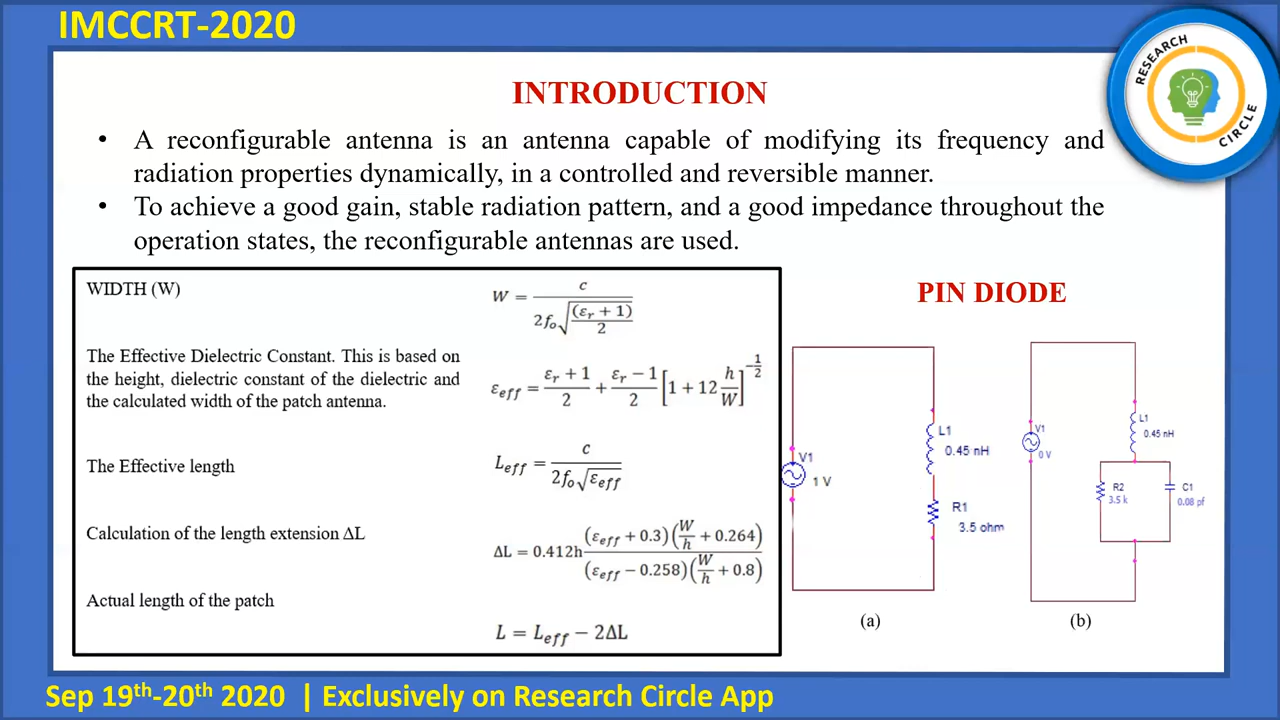 IMCCRT-2020
RESEARCH
CIRCLE
INTRODUCTION
• A reconfigurable antenna is an antenna capable of modifying its frequency and
radiation properties dynamically, in a controlled and reversible manner.
• To achieve a good gain, stable radiation pattern, and a good impedance throughout the
operation states, the reconfigurable antennas are used.
WIDTH (W)
W = c / (2f₀√((εᵣ + 1)/2))
The Effective Dielectric Constant. This is based on
the height, dielectric constant of the dielectric and
the calculated width of the patch antenna.
ε_eff = (εᵣ + 1)/2 + (εᵣ − 1)/2 [1 + 12 h/W]^(−1/2)
The Effective length
L_eff = c / (2f₀√ε_eff)
Calculation of the length extension ΔL
ΔL = 0.412h (ε_eff + 0.3)(W/h + 0.264) / (ε_eff − 0.258)(W/h + 0.8)
Actual length of the patch
L = L_eff − 2ΔL
PIN DIODE
V1
1 V
L1
0.45 nH
R1
3.5 ohm
(a)
V1
0 V
L1
0.45 nH
R2
3.5 k
C1
0.08 pf
(b)
Sep 19th-20th 2020 | Exclusively on Research Circle App